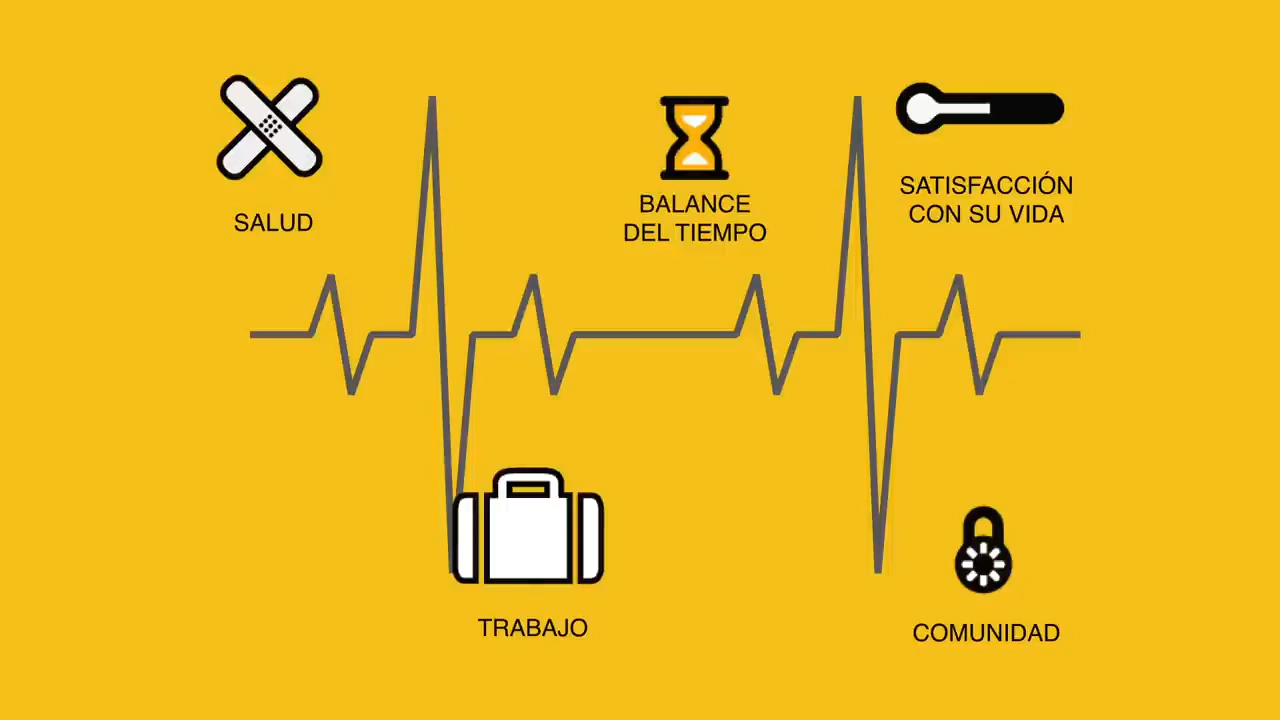 SALUD
BALANCE
DEL TIEMPO
SATISFACCIÓN
CON SU VIDA
TRABAJO
COMUNIDAD